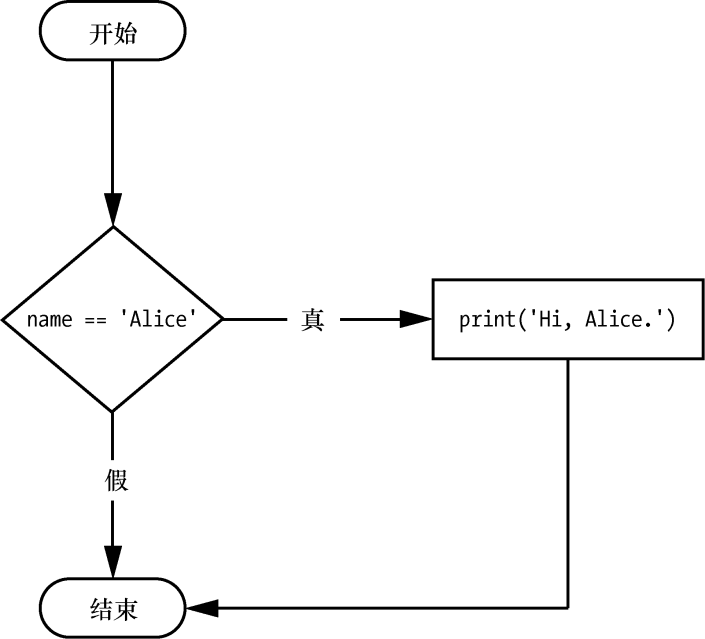 开始
name == 'Alice'
真
print('Hi, Alice.')
假
结束